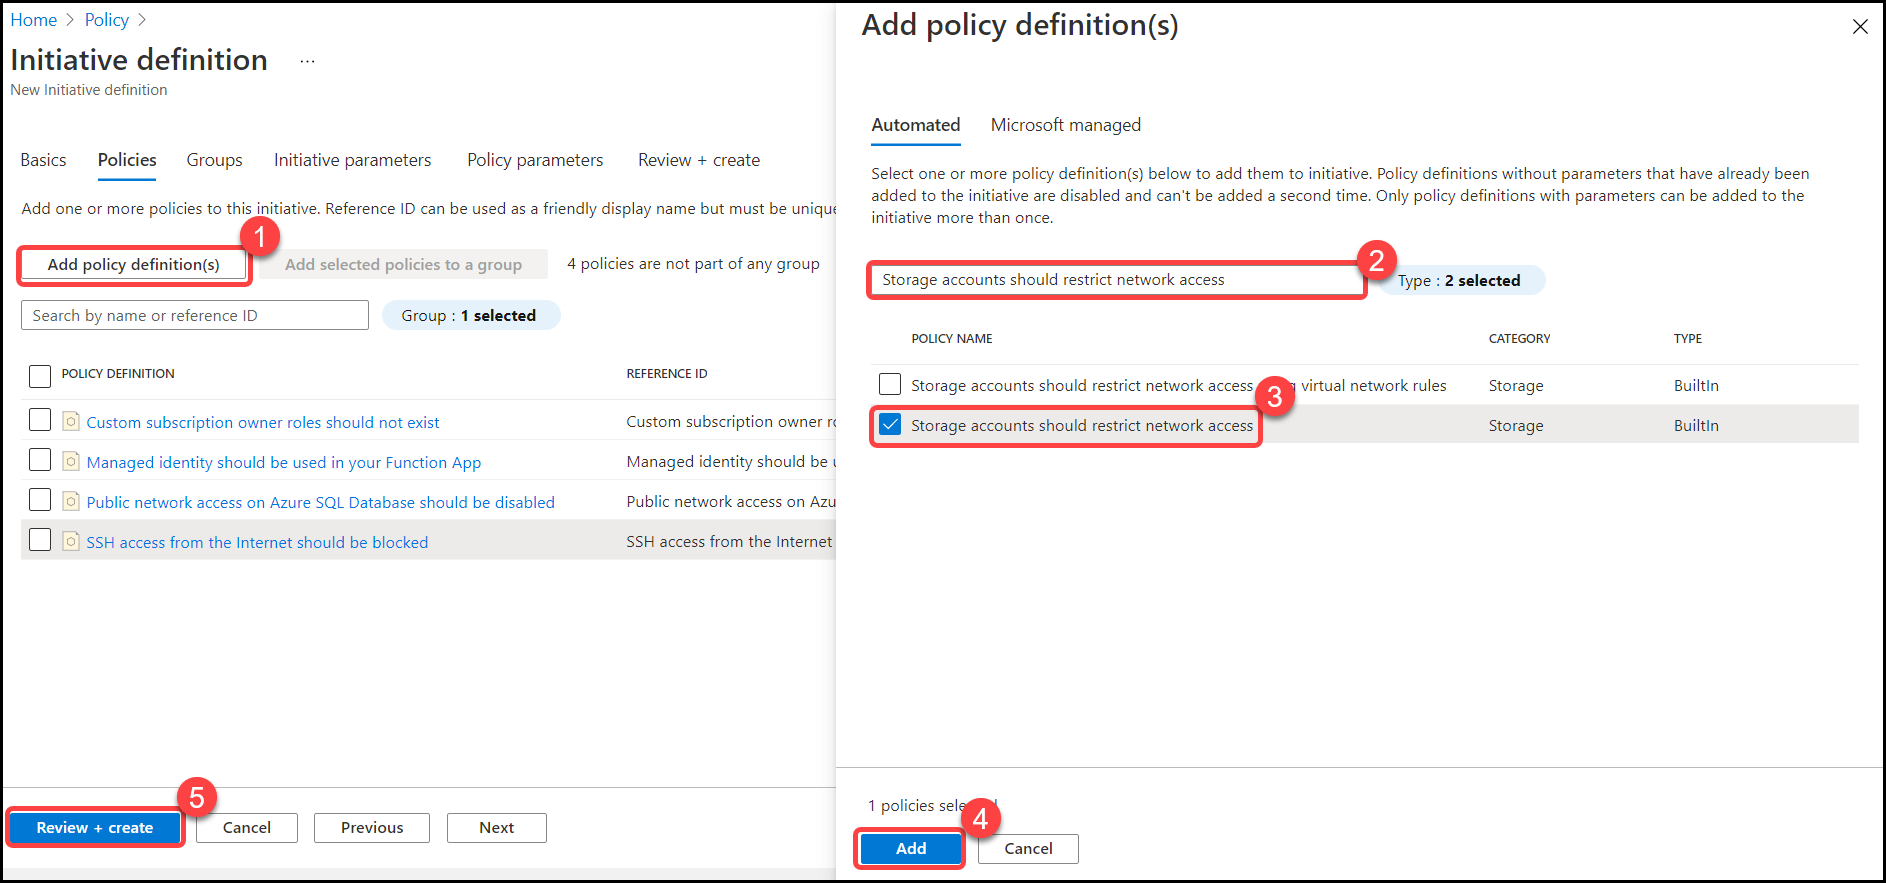 Home > Policy >
Initiative definition ...
New Initiative definition
Basics Policies Groups Initiative parameters Policy parameters Review + create
Add one or more policies to this initiative. Reference ID can be used as a friendly display name but must be unique
1
Add policy definition(s) Add selected policies to a group 4 policies are not part of any group
Search by name or reference ID Group : 1 selected
POLICY DEFINITION REFERENCE ID
Custom subscription owner roles should not exist Custom subscription owner
Managed identity should be used in your Function App Managed identity should be
Public network access on Azure SQL Database should be disabled Public network access on
SSH access from the Internet should be blocked SSH access from the Internet
5
Review + create Cancel Previous Next
Add policy definition(s)
Automated Microsoft managed
Select one or more policy definition(s) below to add them to initiative. Policy definitions without parameters that have already been
added to the initiative are disabled and can't be added a second time. Only policy definitions with parameters can be added to the
initiative more than once.
2
Storage accounts should restrict network access Type : 2 selected
POLICY NAME CATEGORY TYPE
Storage accounts should restrict network access virtual network rules Storage BuiltIn
3
Storage accounts should restrict network access Storage BuiltIn
1 policies
4
Add Cancel